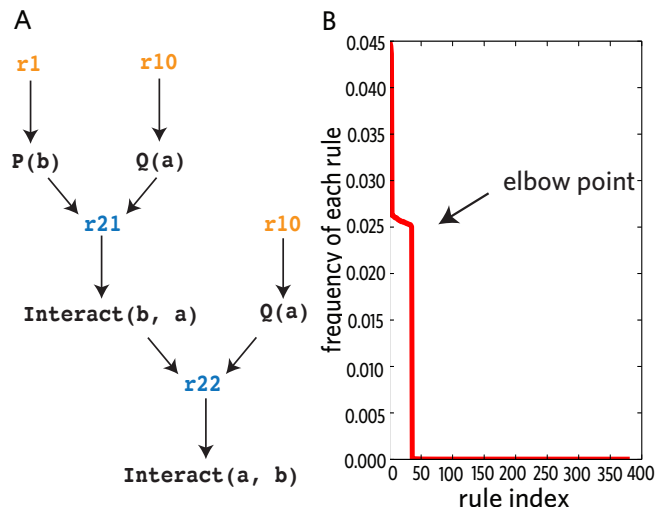 A
r1
r10
P(b)
Q(a)
r21
r10
Interact(b, a)
Q(a)
r22
Interact(a, b)
B
frequency of each rule
0.045
0.040
0.035
0.030
0.025
0.020
0.015
0.010
0.005
0.000
elbow point
0 50 100 150 200 250 300 350 400
rule index